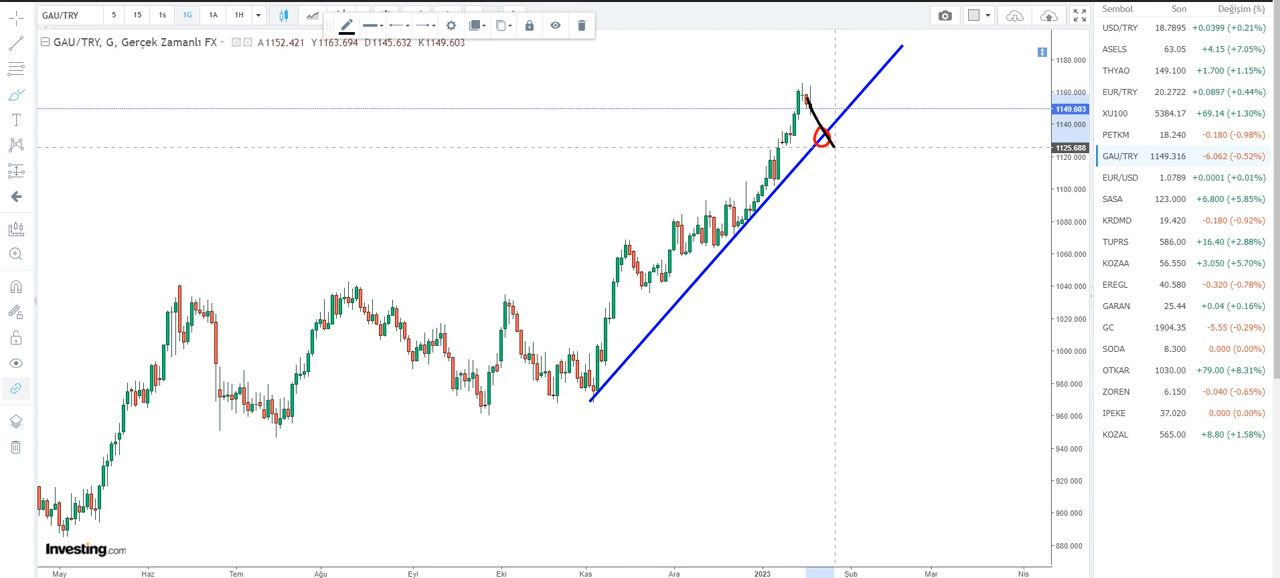 GAU/TRY 5 15 1s 1G 1A 1H
GAU/TRY, G, Gerçek Zamanlı FX A1152.421 Y1163.694 D1145.632 K1149.603
1180.000
1160.000
1149.603
1140.000
1125.688
1120.000
1100.000
1080.000
1060.000
1040.000
1020.000
1000.000
980.000
960.000
940.000
920.000
900.000
880.000
Investing.com
May Haz Tem Ağu Eyl Eki Kas Ara 2023 Şub Mar Nis
Sembol Son Değişim (%)
USD/TRY 18.7895 +0.0399 (+0.21%)
ASELS 63.05 +4.15 (+7.05%)
THYAO 149.100 +1.700 (+1.15%)
EUR/TRY 20.2722 +0.0897 (+0.44%)
XU100 5384.17 +69.14 (+1.30%)
PETKM 18.240 -0.180 (-0.98%)
GAU/TRY 1149.316 -6.062 (-0.52%)
EUR/USD 1.0789 +0.0001 (+0.01%)
SASA 123.000 +6.800 (+5.85%)
KRDMD 19.420 -0.180 (-0.92%)
TUPRS 586.00 +16.40 (+2.88%)
KOZAA 56.550 +3.050 (+5.70%)
EREGL 40.580 -0.320 (-0.78%)
GARAN 25.44 +0.04 (+0.16%)
GC 1904.35 -5.55 (-0.29%)
SODA 8.300 0.000 (0.00%)
OTKAR 1030.00 +79.00 (+8.31%)
ZOREN 6.150 -0.040 (-0.65%)
IPEKE 37.020 0.000 (0.00%)
KOZAL 565.00 +8.80 (+1.58%)